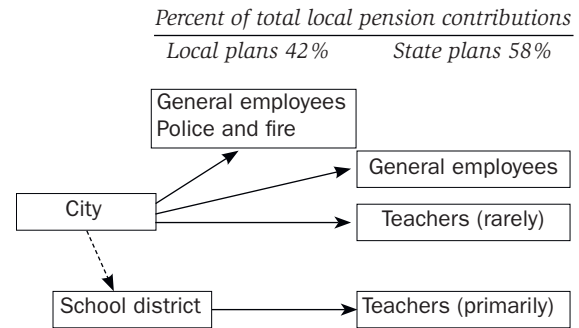 Percent of total local pension contributions
Local plans 42% State plans 58%
General employees
Police and fire
General employees
City
Teachers (rarely)
School district
Teachers (primarily)